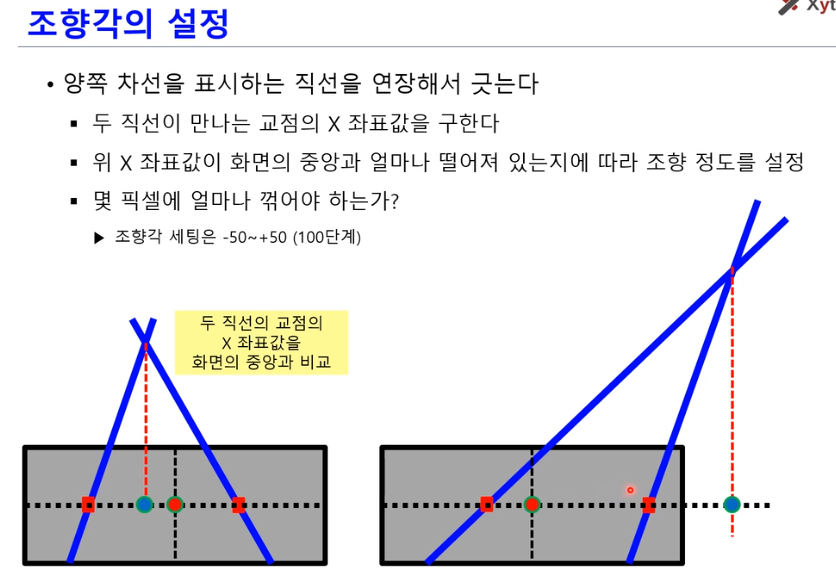 Xyt
조향각의 설정
• 양쪽 차선을 표시하는 직선을 연장해서 긋는다
▪ 두 직선이 만나는 교점의 X 좌표값을 구한다
▪ 위 X 좌표값이 화면의 중앙과 얼마나 떨어져 있는지에 따라 조향 정도를 설정
▪ 몇 픽셀에 얼마나 꺾어야 하는가?
▶ 조향각 세팅은 -50~+50 (100단계)
두 직선의 교점의
X 좌표값을
화면의 중앙과 비교